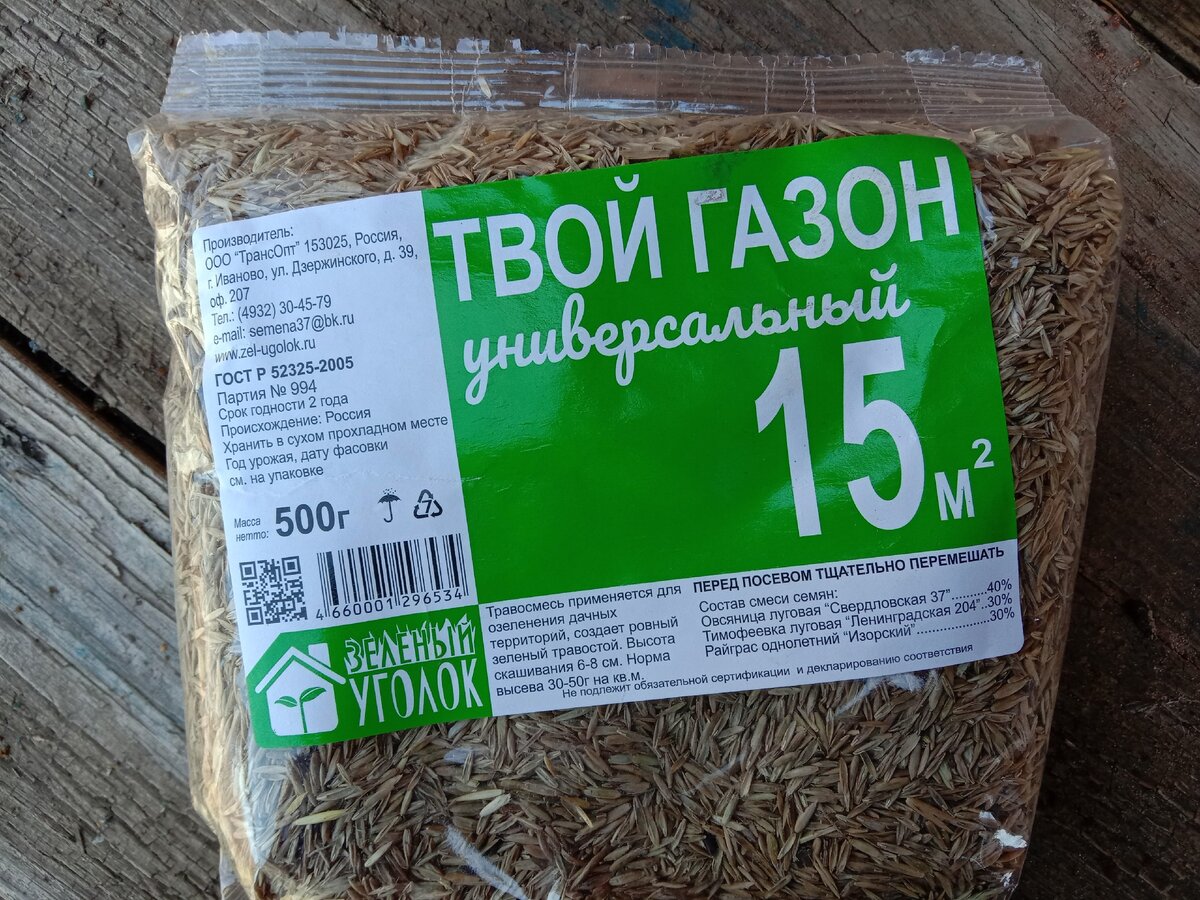 Производитель:
ООО "ТрансОпт" 153025, Россия,
г. Иваново, ул. Дзержинского, д. 39,
оф. 207
Тел.: (4932) 30-45-79
e-mail: semena37@bk.ru
www.zel-ugolok.ru
ГОСТ Р 52325-2005
Партия № 994
Срок годности 2 года
Происхождение: Россия
Хранить в сухом прохладном месте
Год урожая, дату фасовки
см. на упаковке
Масса
нетто: 500г
4 660001 296534
ЗЕЛЕНЫЙ
УГОЛОК
ТВОЙ ГАЗОН
универсальный
15 м²
Травосмесь применяется для
озеленения дачных
территорий, создает ровный
зеленый травостой. Высота
скашивания 6-8 см. Норма
высева 30-50г на кв.м.
ПЕРЕД ПОСЕВОМ ТЩАТЕЛЬНО ПЕРЕМЕШАТЬ
Состав смеси семян:
Овсяница луговая "Свердловская 37".........40%
Тимофеевка луговая "Ленинградская 204"..30%
Райграс однолетний "Изорский"...................30%
Не подлежит обязательной сертификации и декларированию соответствия